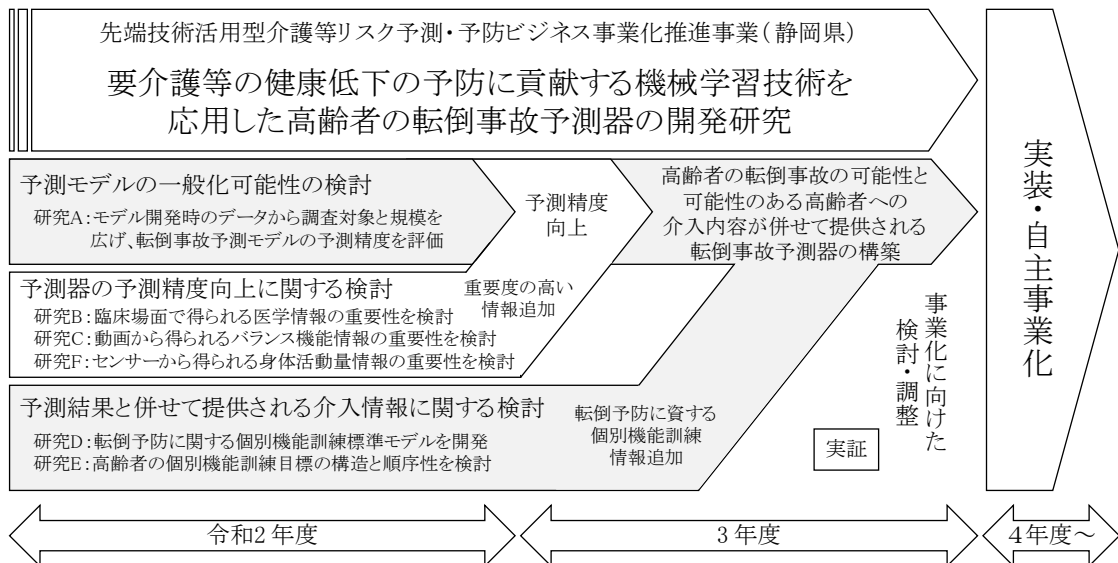 先端技術活用型介護等リスク予測・予防ビジネス事業化推進事業(静岡県)
要介護等の健康低下の予防に貢献する機械学習技術を
応用した高齢者の転倒事故予測器の開発研究
予測モデルの一般化可能性の検討
研究A:モデル開発時のデータから調査対象と規模を
広げ、転倒事故予測モデルの予測精度を評価
予測精度
向上
高齢者の転倒事故の可能性と
可能性のある高齢者への
介入内容が併せて提供される
転倒事故予測器の構築
予測器の予測精度向上に関する検討
研究B:臨床場面で得られる医学情報の重要性を検討
研究C:動画から得られるバランス機能情報の重要性を検討
研究F:センサーから得られる身体活動量情報の重要性を検討
重要度の高い
情報追加
予測結果と併せて提供される介入情報に関する検討
研究D:転倒予防に関する個別機能訓練標準モデルを開発
研究E:高齢者の個別機能訓練目標の構造と順序性を検討
転倒予防に資する
個別機能訓練
情報追加
実証
事業化に向けた
検討・調整
実装・自主事業化
令和2年度
3年度
4年度~